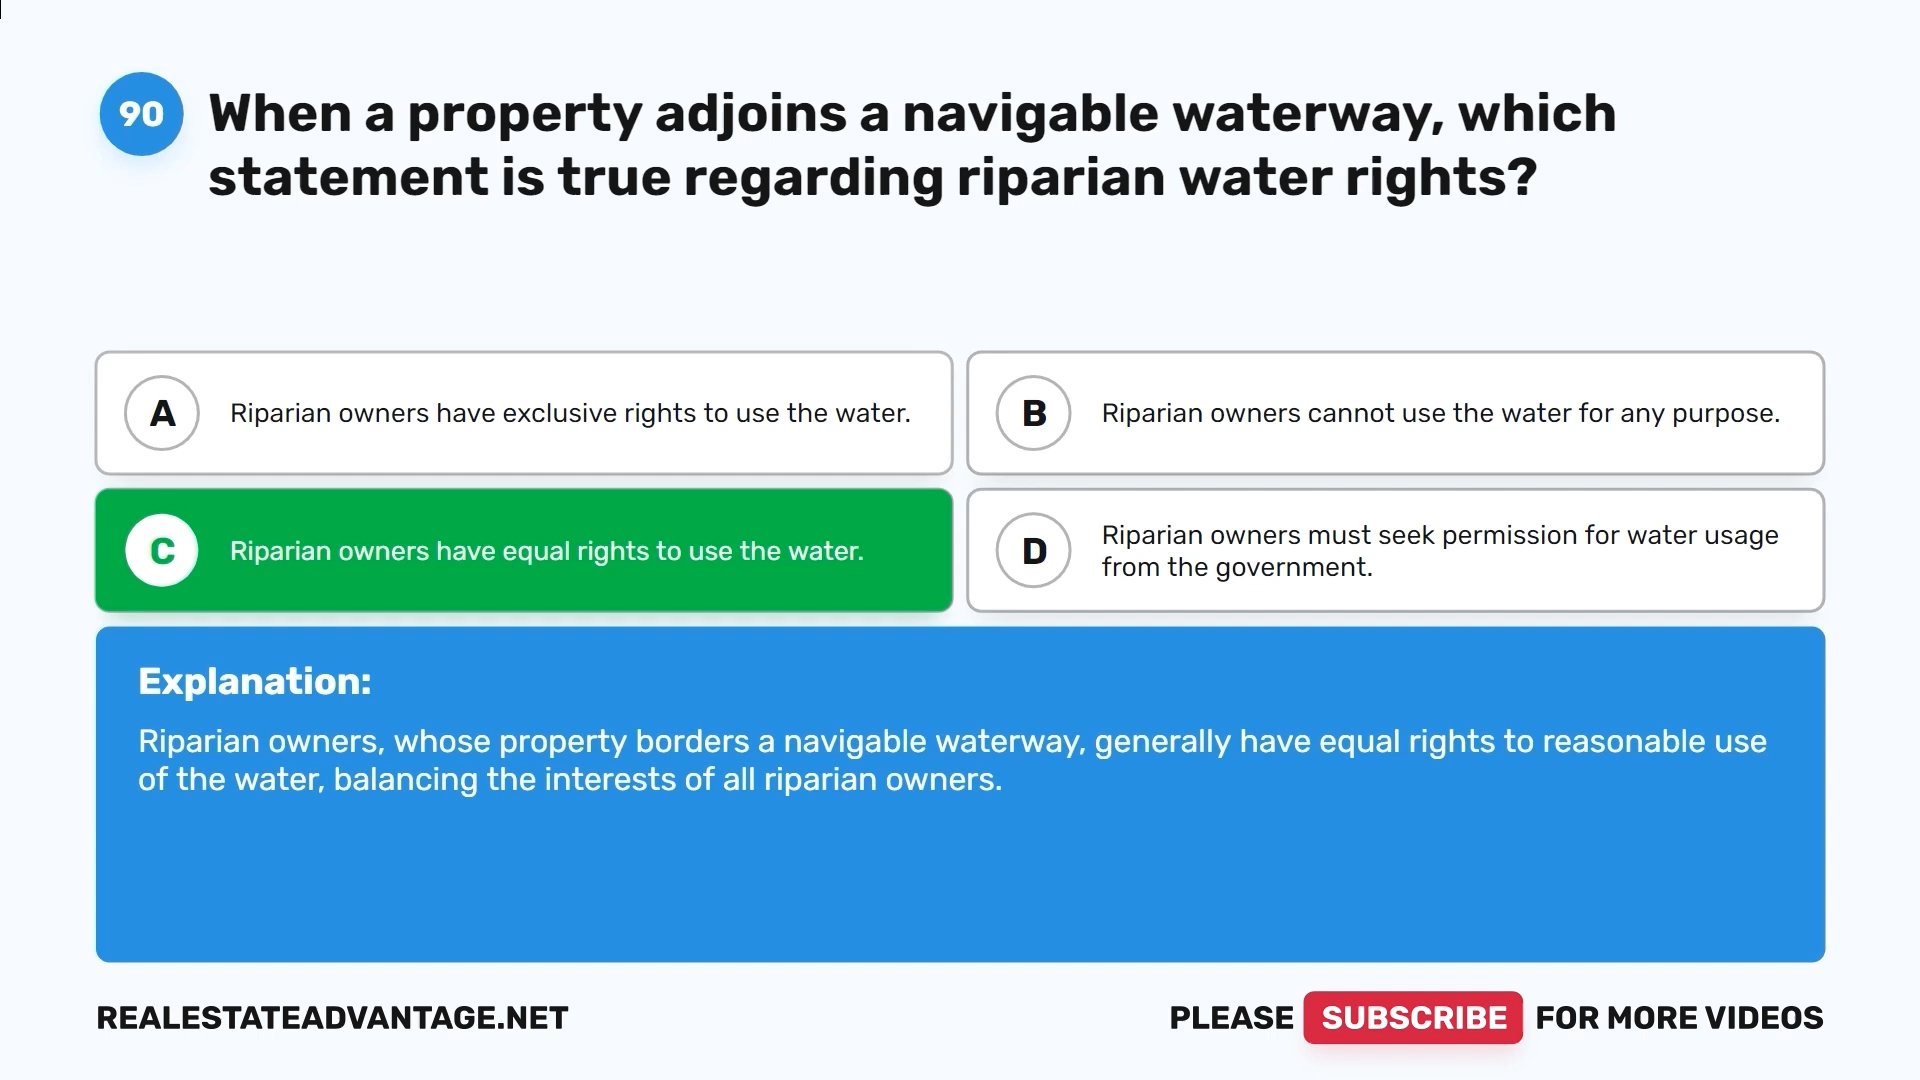 90
When a property adjoins a navigable waterway, which
statement is true regarding riparian water rights?
A
Riparian owners have exclusive rights to use the water.
B
Riparian owners cannot use the water for any purpose.
C
Riparian owners have equal rights to use the water.
D
Riparian owners must seek permission for water usage
from the government.
Explanation:
Riparian owners, whose property borders a navigable waterway, generally have equal rights to reasonable use
of the water, balancing the interests of all riparian owners.
REALESTATEADVANTAGE.NET
PLEASE SUBSCRIBE FOR MORE VIDEOS